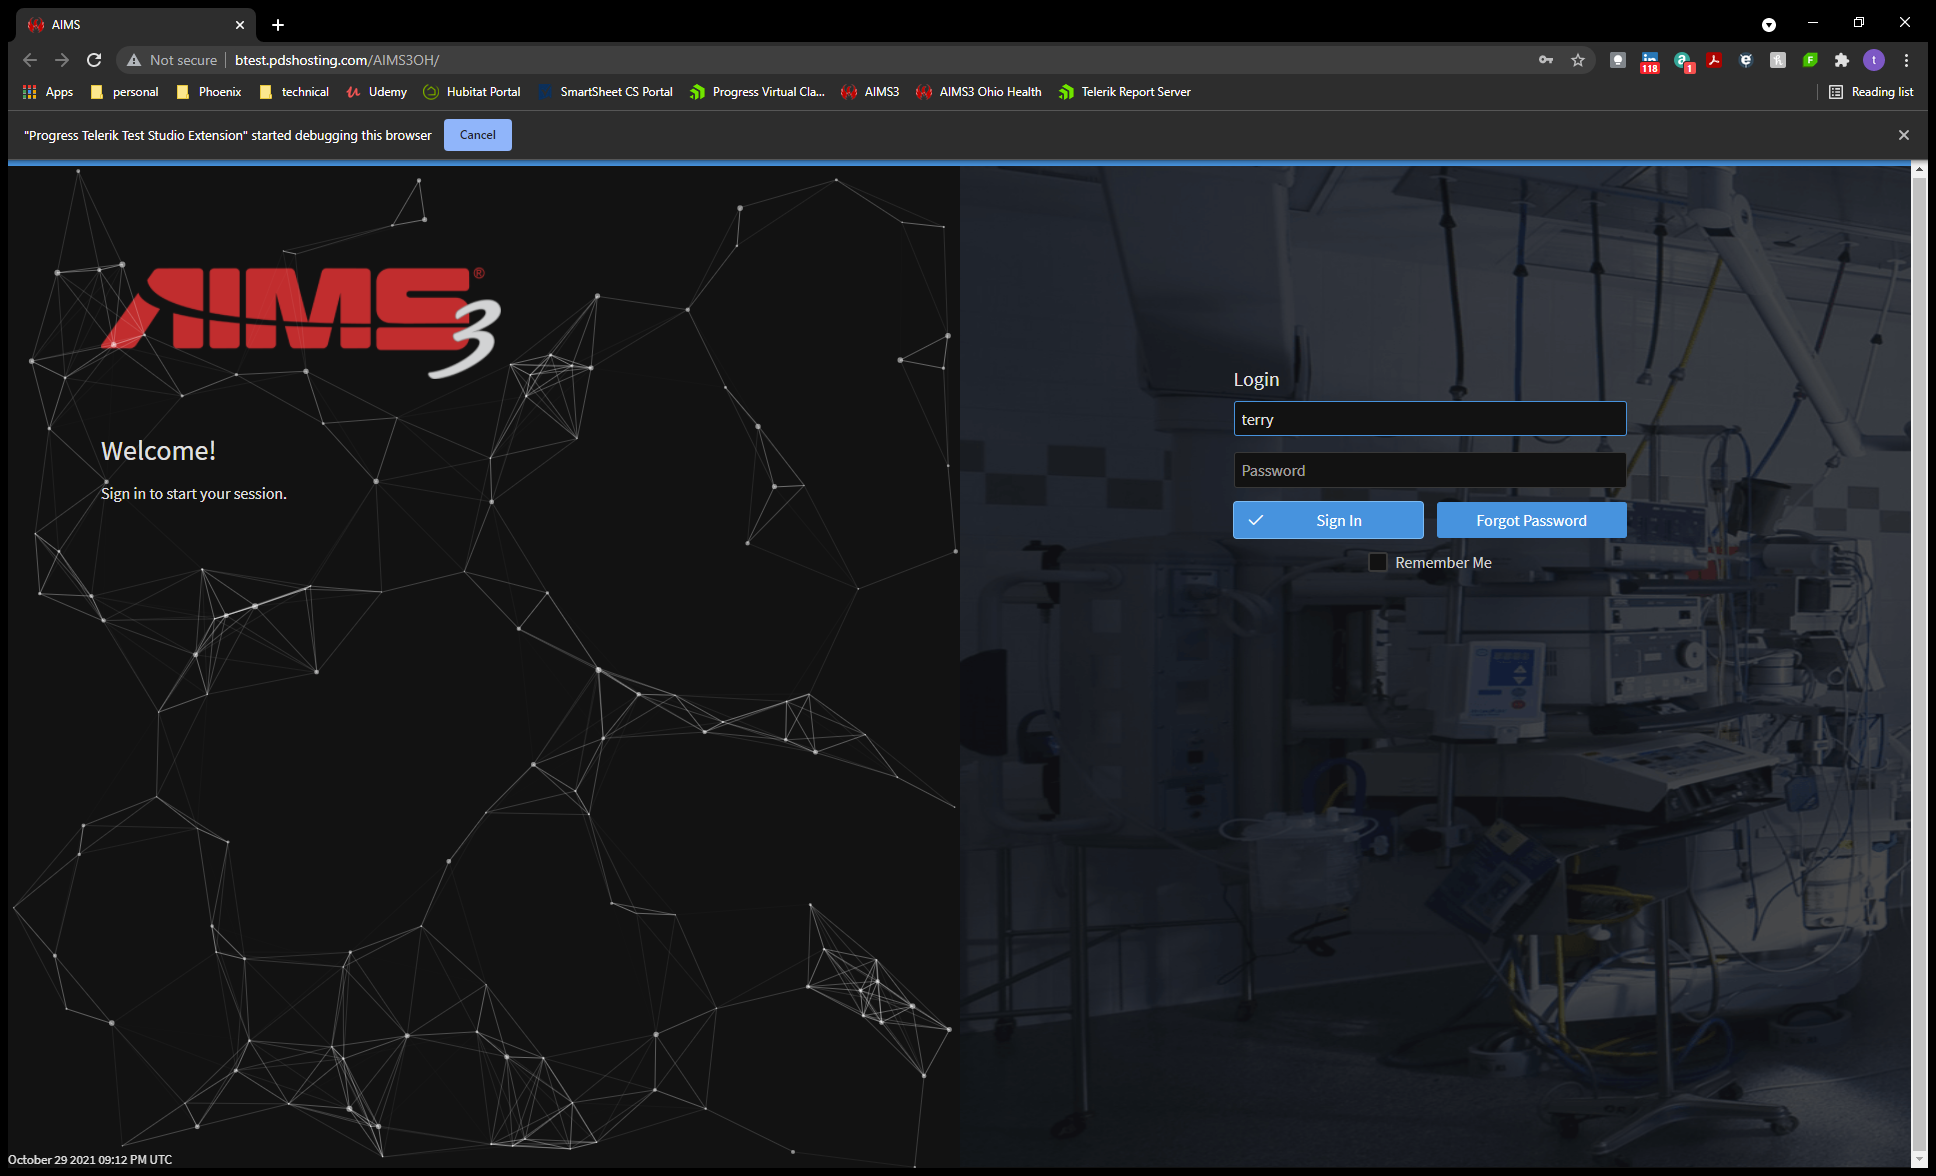 AIMS
Not secure
btest.pdshosting.com/AIMS3OH/
118
1
t
Apps
personal
Phoenix
technical
Udemy
Hubitat Portal
SmartSheet CS Portal
Progress Virtual Cla...
AIMS3
AIMS3 Ohio Health
Telerik Report Server
Reading list
"Progress Telerik Test Studio Extension" started debugging this browser
Cancel
AIMS3®
Welcome!
Sign in to start your session.
Login
terry
Password
Sign In
Forgot Password
Remember Me
October 29 2021 09:12 PM UTC